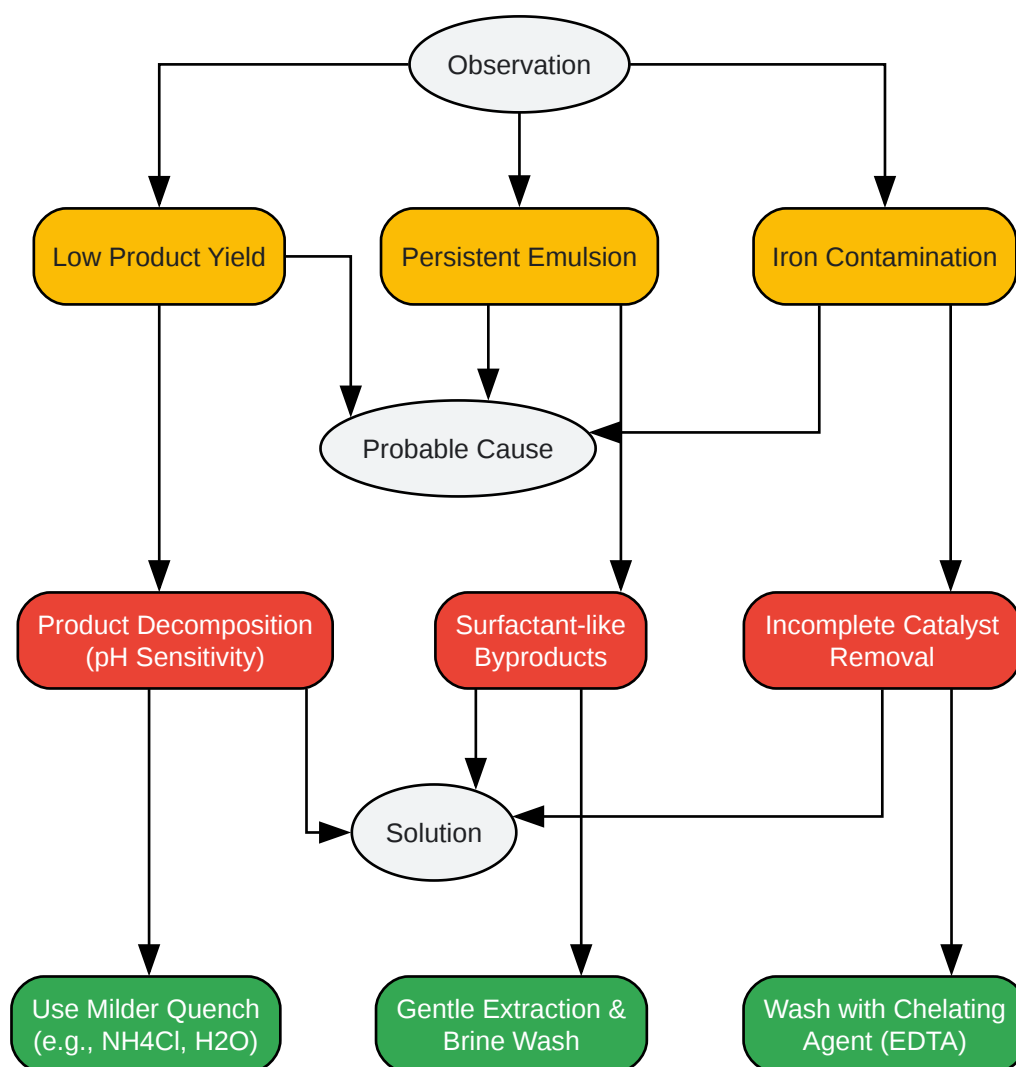 Observation
Low Product Yield
Persistent Emulsion
Iron Contamination
Probable Cause
Product Decomposition
(pH Sensitivity)
Surfactant-like
Byproducts
Incomplete Catalyst
Removal
Solution
Use Milder Quench
(e.g., NH4Cl, H2O)
Gentle Extraction &
Brine Wash
Wash with Chelating
Agent (EDTA)